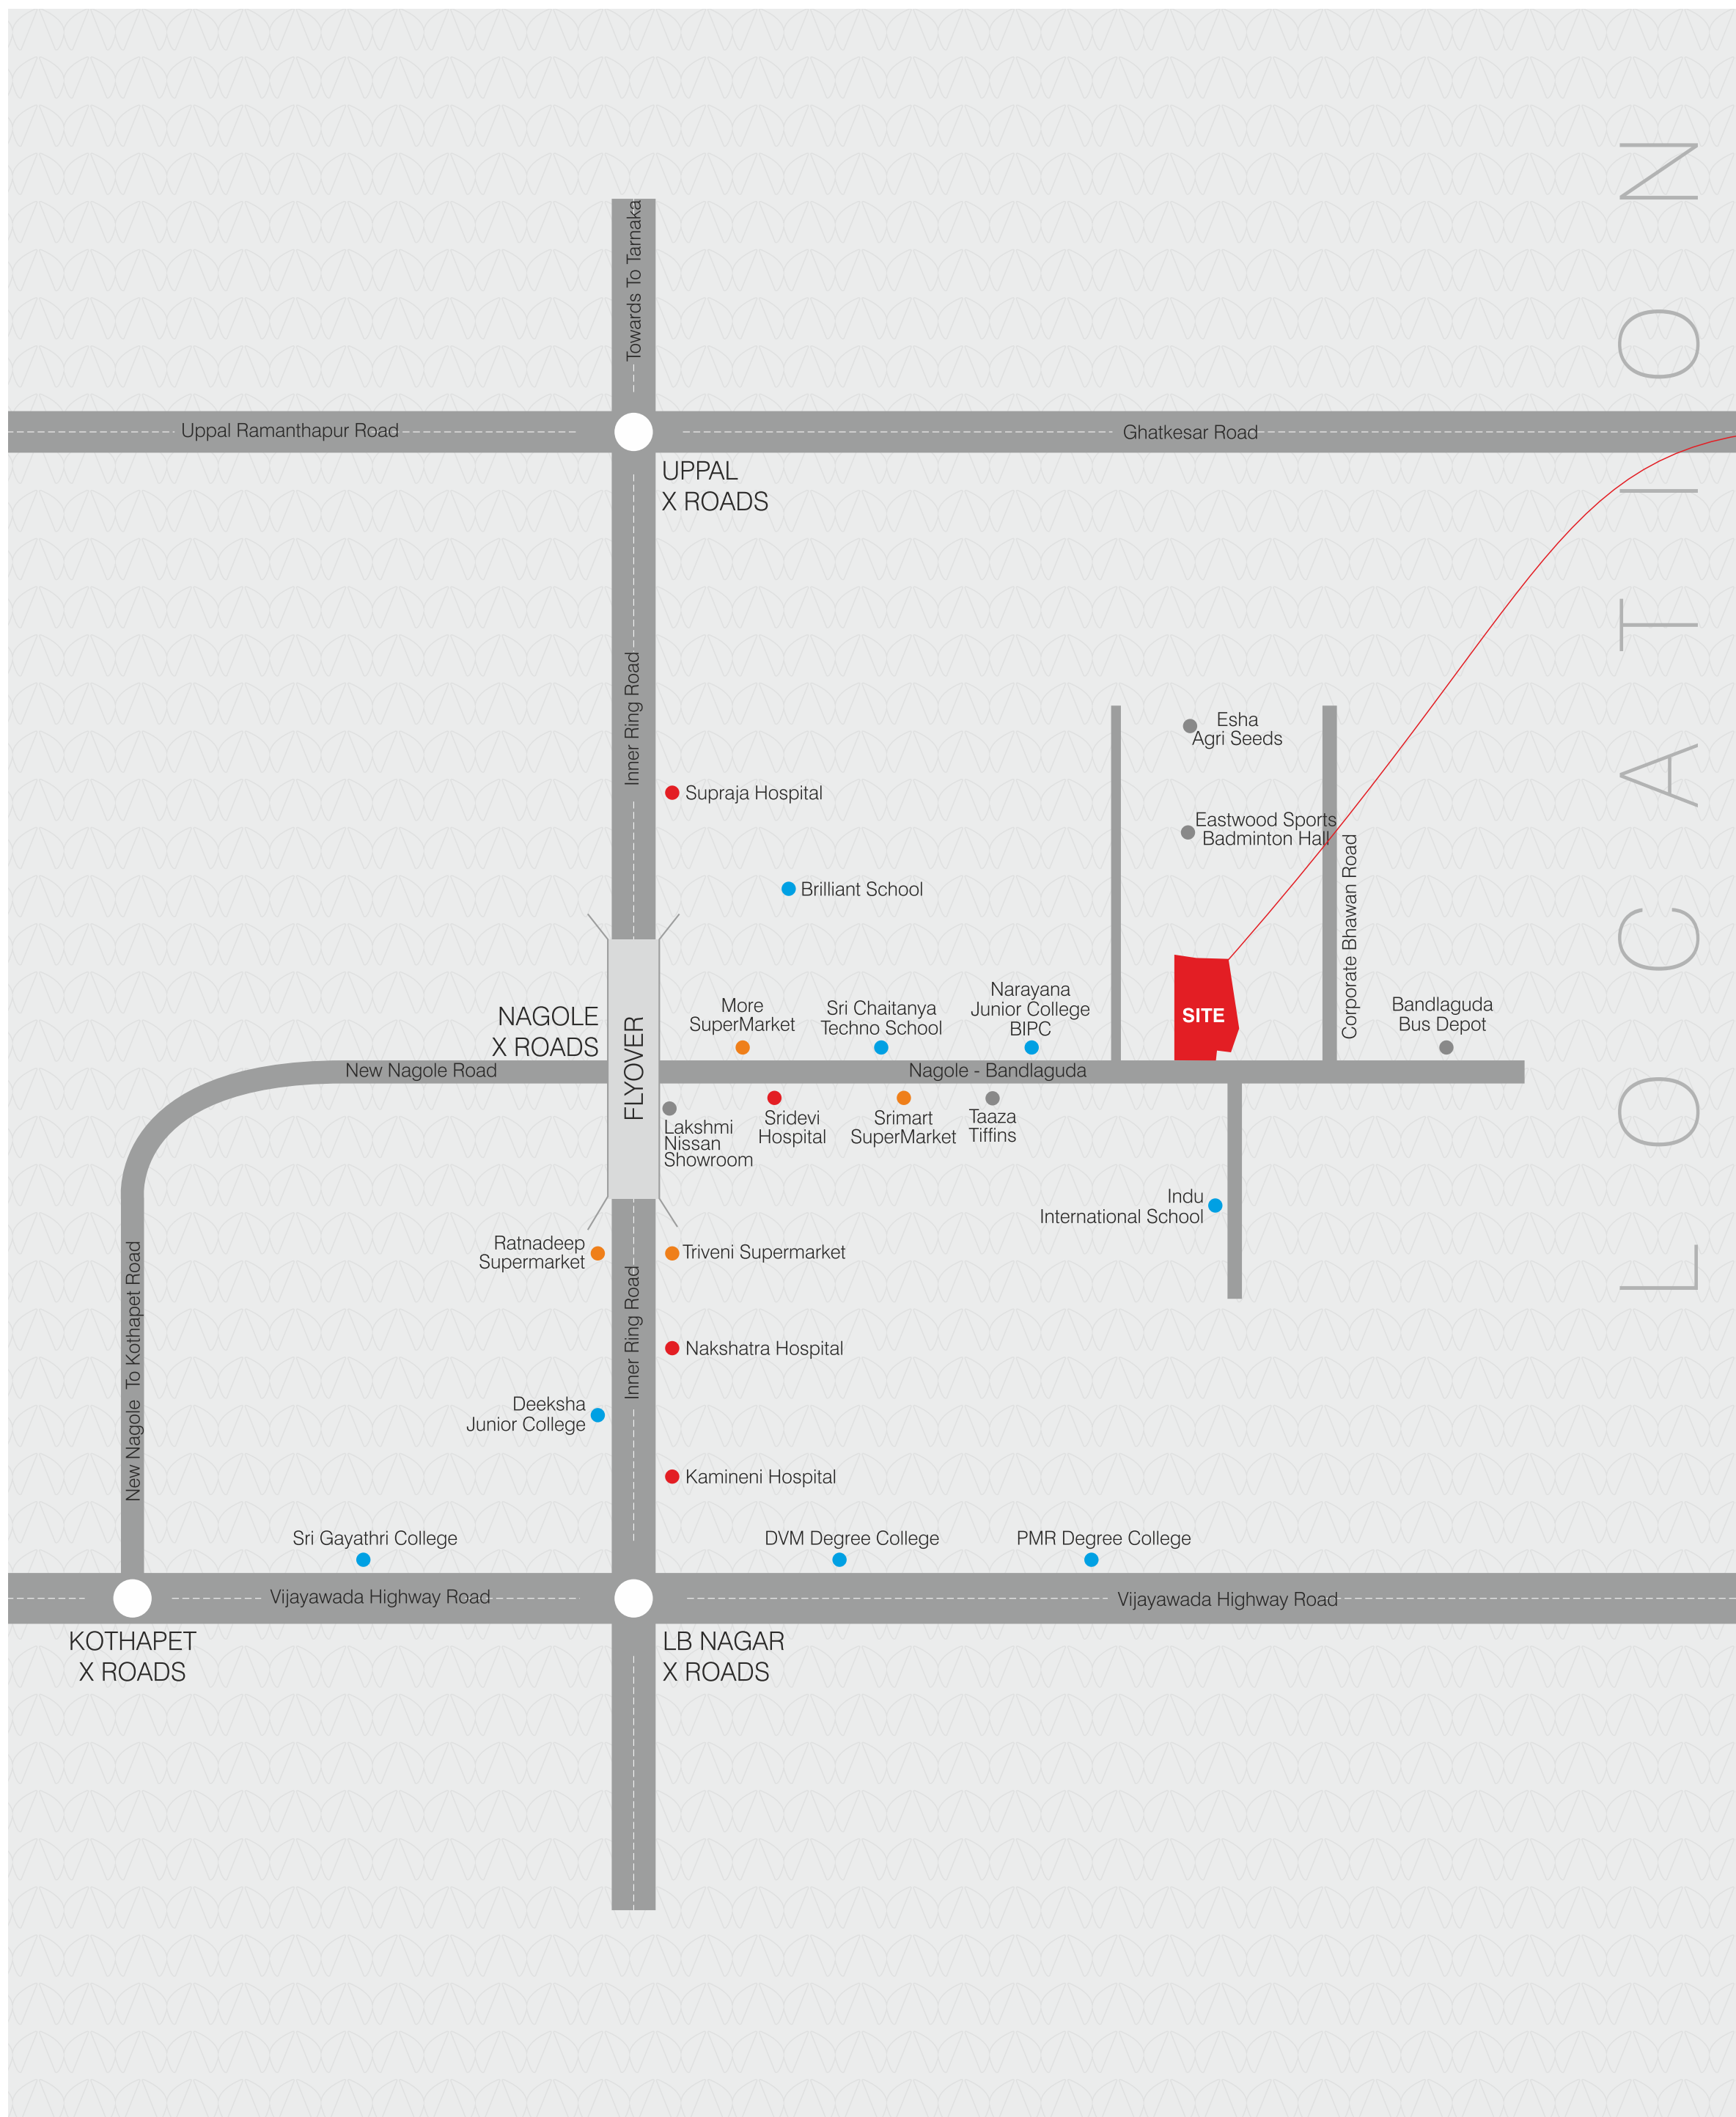 Towards To Tarnaka
Uppal Ramanthapur Road
Ghatkesar Road
UPPAL
X ROADS
Inner Ring Road
Esha
Agri Seeds
Supraja Hospital
Eastwood Sports
Badminton Hall
Corporate Bhawan Road
Brilliant School
NAGOLE
X ROADS
FLYOVER
More
SuperMarket
Sri Chaitanya
Techno School
Narayana
Junior College
BIPC
SITE
Bandlaguda
Bus Depot
New Nagole Road
Nagole - Bandlaguda
Lakshmi
Nissan
Showroom
Sridevi
Hospital
Srimart
SuperMarket
Taaza
Tiffins
Indu
International School
Ratnadeep
Supermarket
Triveni Supermarket
New Nagole To Kothapet Road
Inner Ring Road
Nakshatra Hospital
Deeksha
Junior College
Kamineni Hospital
Sri Gayathri College
DVM Degree College
PMR Degree College
Vijayawada Highway Road
Vijayawada Highway Road
KOTHAPET
X ROADS
LB NAGAR
X ROADS
LOCATION